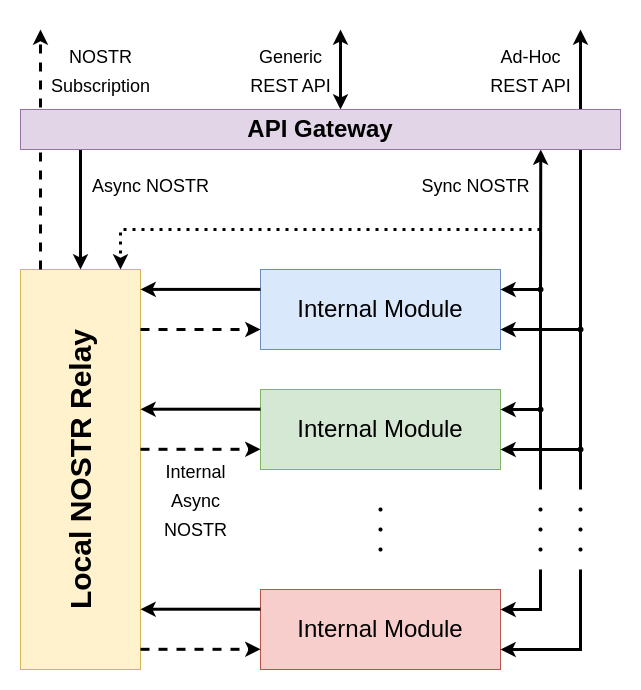 NOSTR
Subscription
Generic
REST API
Ad-Hoc
REST API
API Gateway
Async NOSTR
Sync NOSTR
Local NOSTR Relay
Internal Module
Internal Module
Internal
Async
NOSTR
Internal Module